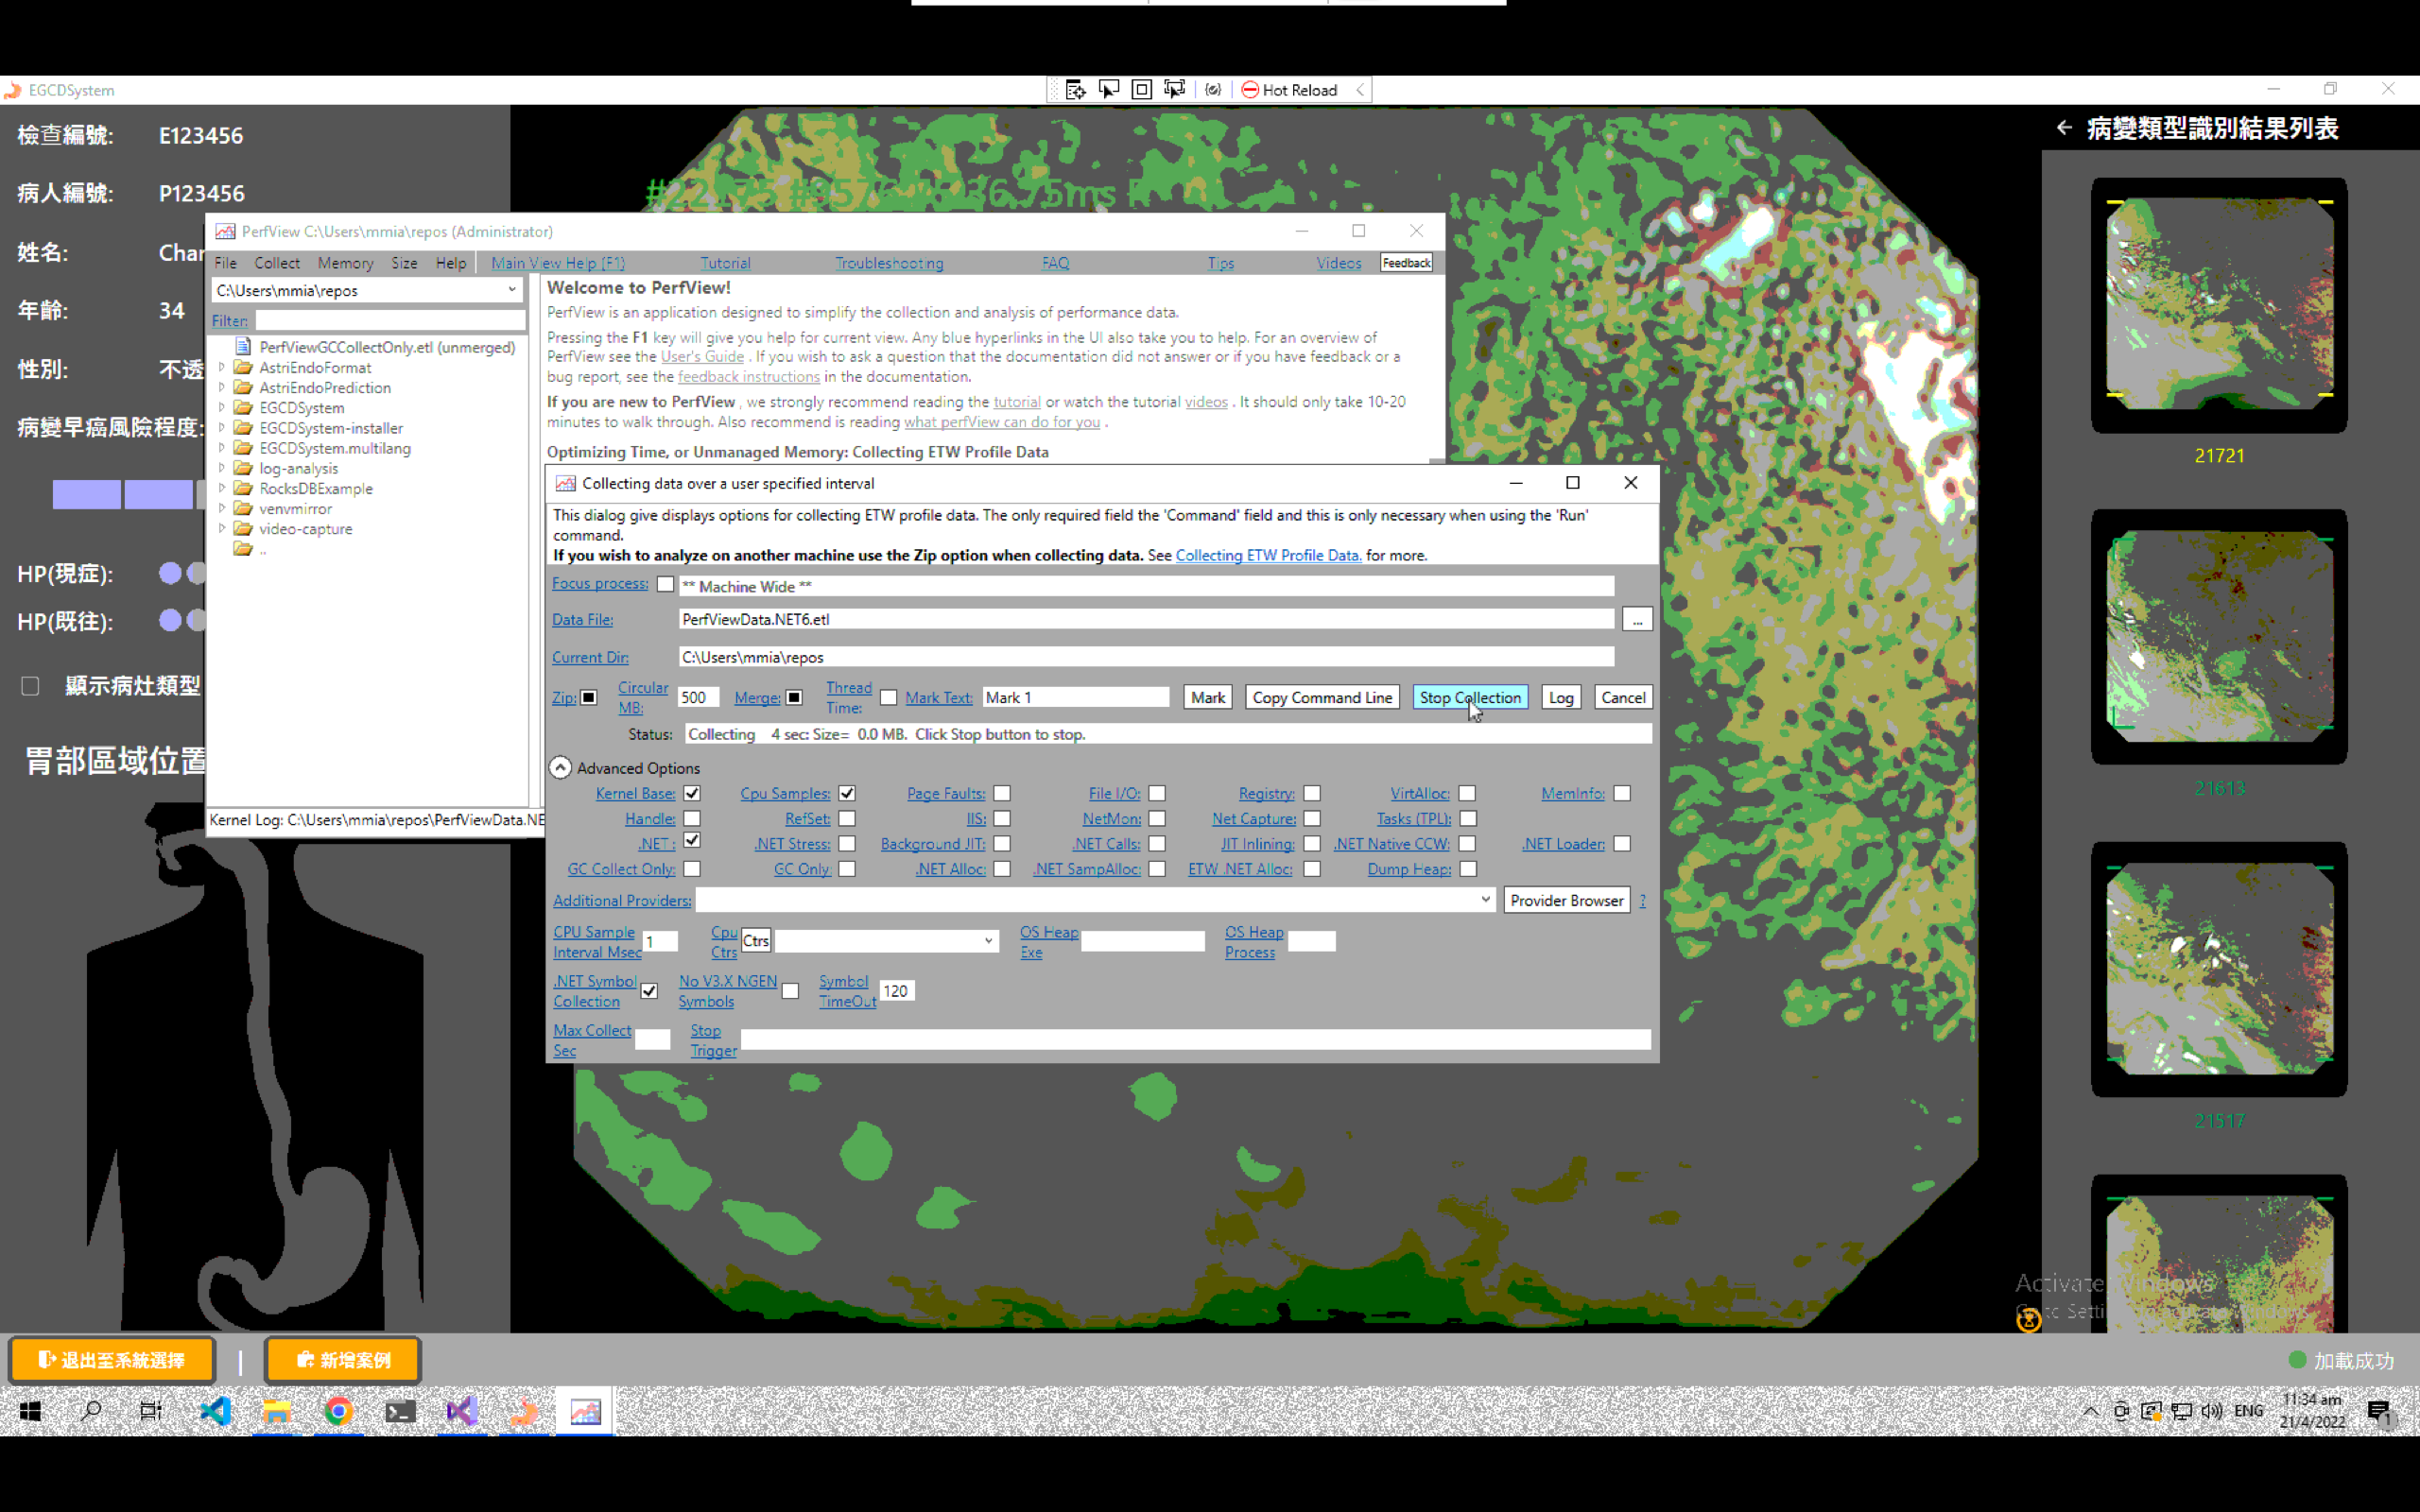 EGCDSystem
Hot Reload
檢查編號: E123456
病人編號: P123456
姓名:
年齡: 34
性別:
病變早癌風險程度:
HP(現症):
HP(既往):
顯示病灶類型
胃部區域位置
PerfView C:\Users\mmia\repos (Administrator)
File Collect Memory Size Help Main View Help (F1) Tutorial Troubleshooting FAQ Tips Videos Feedback
C:\Users\mmia\repos
Filter:
PerfViewGCCollectOnly.etl (unmerged)
AstriEndoFormat
AstriEndoPrediction
EGCDSystem
EGCDSystem-installer
EGCDSystem.multilang
log-analysis
RocksDBExample
venvmirror
video-capture
..
Welcome to PerfView!
PerfView is an application designed to simplify the collection and analysis of performance data.
Pressing the F1 key will give you help for current view. Any blue hyperlinks in the UI also take you to help. For an overview of
PerfView see the User's Guide . If you wish to ask a question that the documentation did not answer or if you have feedback or a
bug report, see the feedback instructions in the documentation.
If you are new to PerfView , we strongly recommend reading the tutorial or watch the tutorial videos . It should only take 10-20
minutes to walk through. Also recommend is reading what perfView can do for you .
Optimizing Time, or Unmanaged Memory: Collecting ETW Profile Data
Collecting data over a user specified interval
This dialog give displays options for collecting ETW profile data. The only required field the 'Command' field and this is only necessary when using the 'Run'
command.
If you wish to analyze on another machine use the Zip option when collecting data. See Collecting ETW Profile Data. for more.
Focus process: ** Machine Wide **
Data File: PerfViewData.NET6.etl ...
Current Dir: C:\Users\mmia\repos
Zip: Circular MB: 500 Merge: Thread Time: Mark Text: Mark 1 Mark Copy Command Line Stop Collection Log Cancel
Status: Collecting 4 sec: Size= 0.0 MB. Click Stop button to stop.
Advanced Options
Kernel Base: Cpu Samples: Page Faults: File I/O: Registry: VirtAlloc: MemInfo:
Handle: RefSet: IIS: NetMon: Net Capture: Tasks (TPL):
.NET: .NET Stress: Background JIT: .NET Calls: JIT Inlining: .NET Native CCW: .NET Loader:
GC Collect Only: GC Only: .NET Alloc: .NET SampAlloc: ETW .NET Alloc: Dump Heap:
Additional Providers: Provider Browser ?
CPU Sample Interval Msec 1 Cpu Ctrs Ctrs OS Heap Exe OS Heap Process
.NET Symbol Collection No V3.X NGEN Symbols Symbol TimeOut 120
Max Collect Sec Stop Trigger
Kernel Log: C:\Users\mmia\repos\PerfViewData.NE
病變類型識別結果列表
21721
21613
21517
Activate Windows
退出至系統選擇 | 新增案例
加載成功
ENG
11:34 am
21/4/2022
1